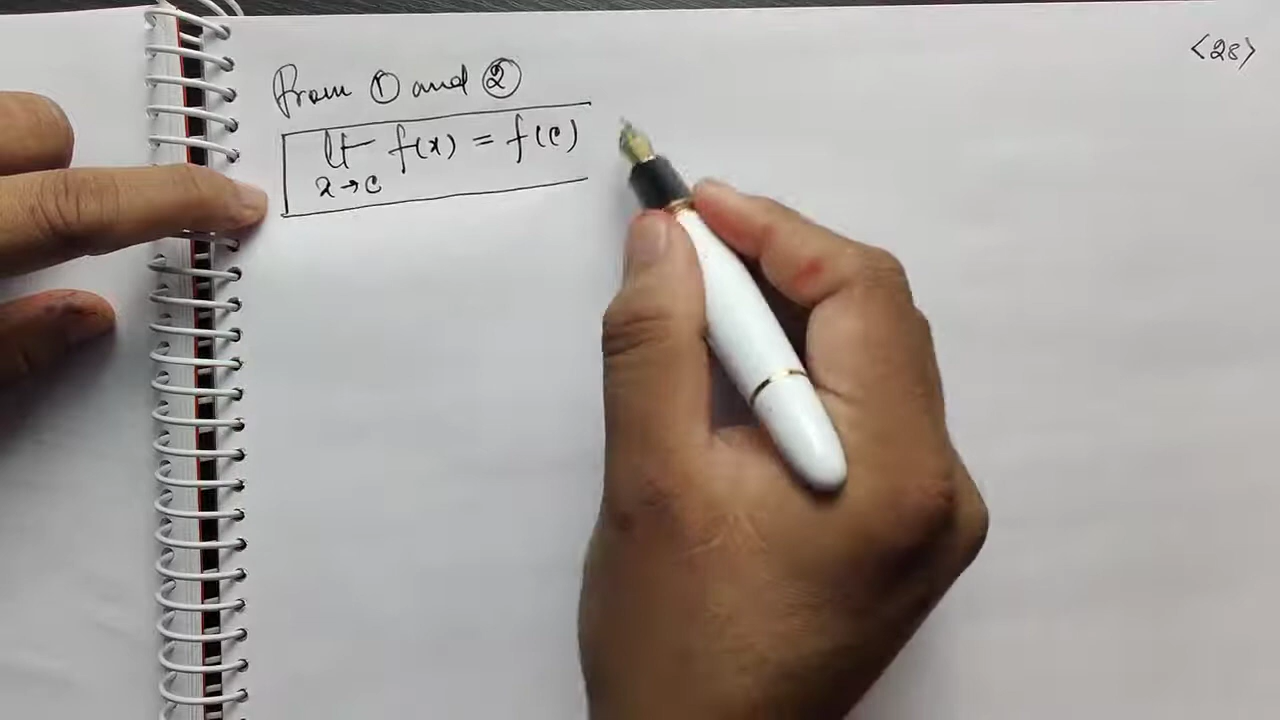 <28>
From ① and ②
lt f(x) = f(c)
x→c